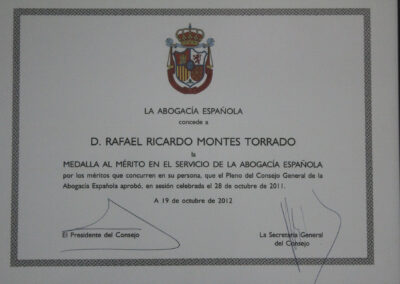 LA ABOGACÍA ESPAÑOLA
concede a
D. RAFAEL RICARDO MONTES TORRADO
la
MEDALLA AL MÉRITO EN EL SERVICIO DE LA ABOGACÍA ESPAÑOLA
por los méritos que concurren en su persona, que el Pleno del Consejo General de la
Abogacía Española aprobó, en sesión celebrada el 28 de octubre de 2011.
A 19 de octubre de 2012
El Presidente del Consejo
La Secretaria General
del Consejo